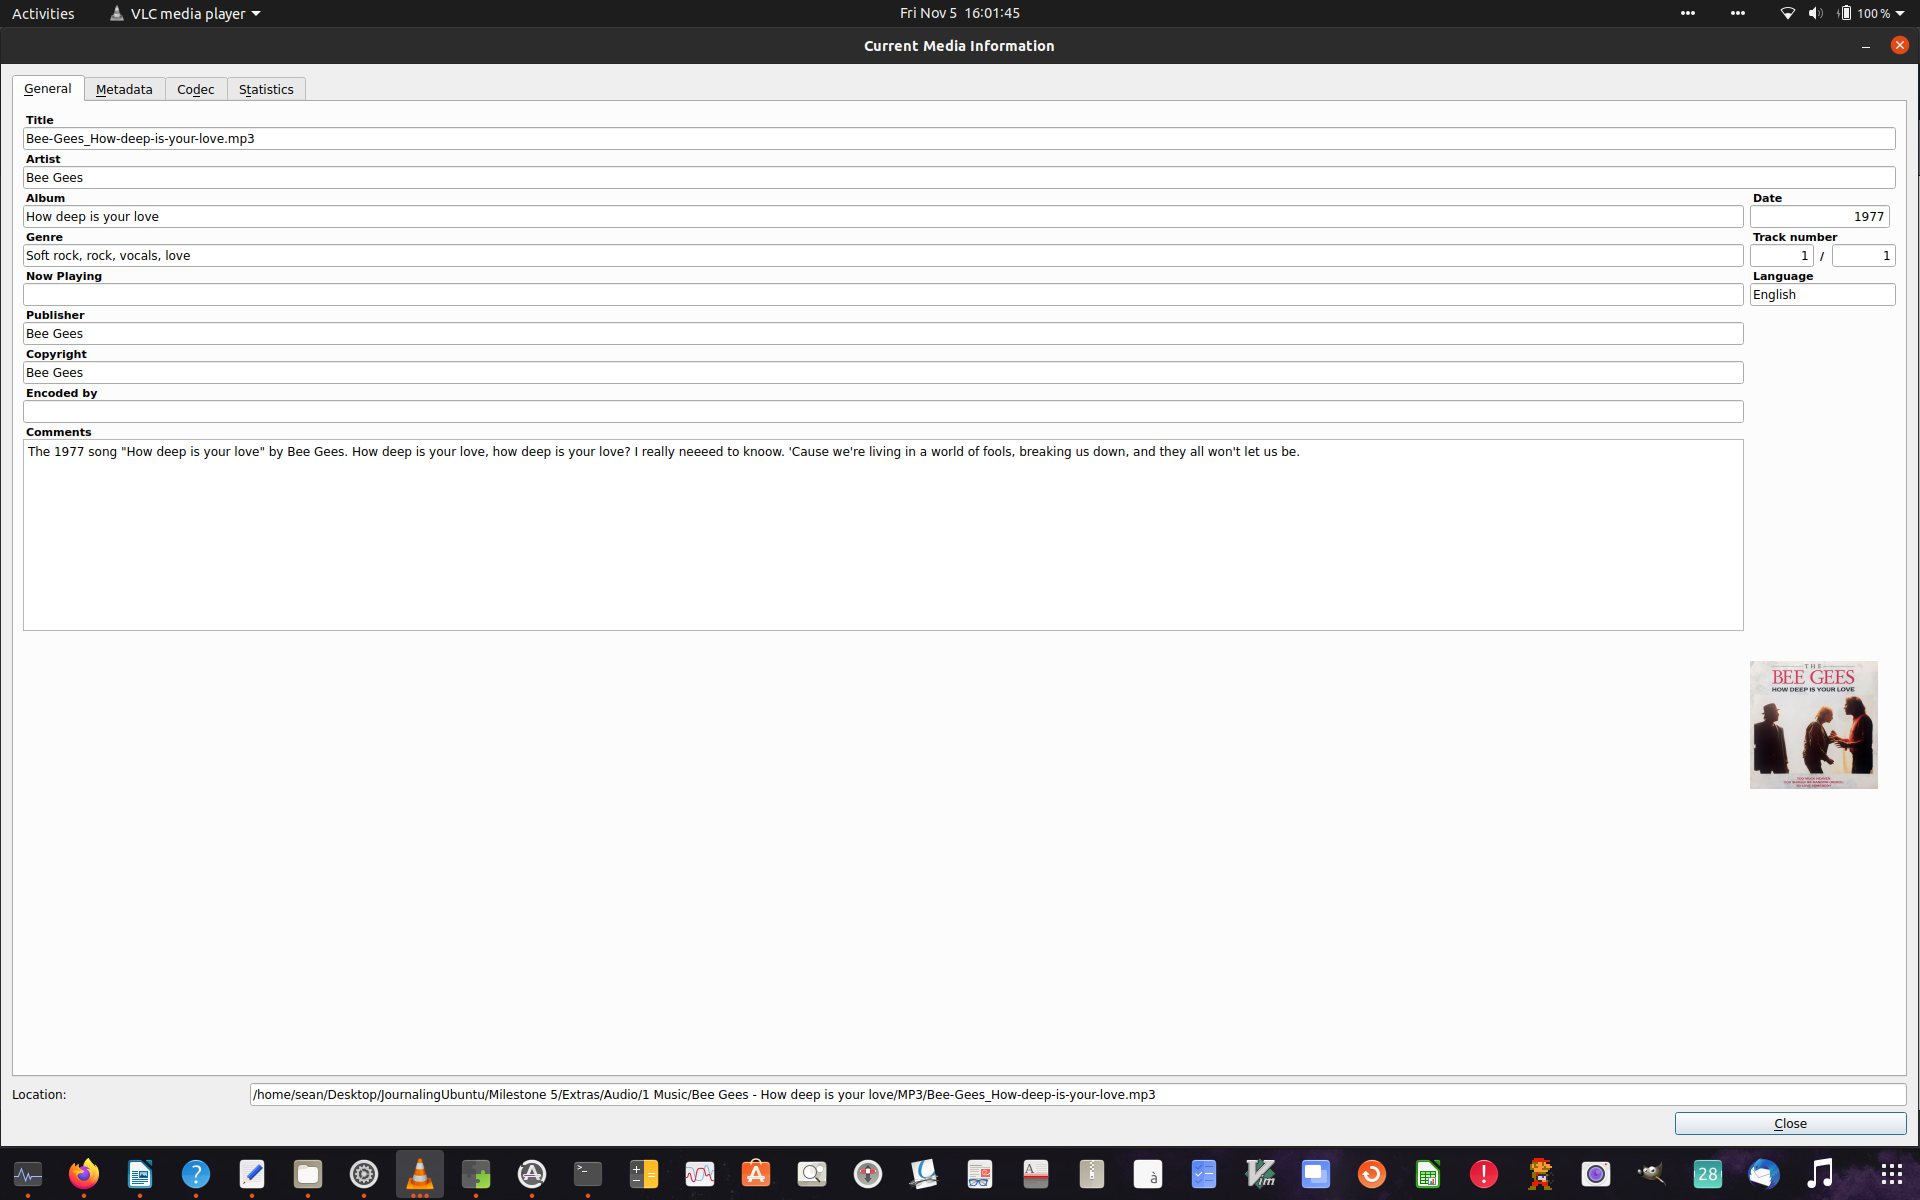 Activities VLC media player Fri Nov 5 16:01:45 100 %
Current Media Information
General Metadata Codec Statistics
Title
Bee-Gees_How-deep-is-your-love.mp3
Artist
Bee Gees
Album Date
How deep is your love 1977
Genre Track number
Soft rock, rock, vocals, love 1 / 1
Now Playing Language
English
Publisher
Bee Gees
Copyright
Bee Gees
Encoded by
Comments
The 1977 song "How deep is your love" by Bee Gees. How deep is your love, how deep is your love? I really neeeed to knoow. 'Cause we're living in a world of fools, breaking us down, and they all won't let us be.
THE
BEE GEES
HOW DEEP IS YOUR LOVE
Location: /home/sean/Desktop/JournalingUbuntu/Milestone 5/Extras/Audio/1 Music/Bee Gees - How deep is your love/MP3/Bee-Gees_How-deep-is-your-love.mp3
Close
28